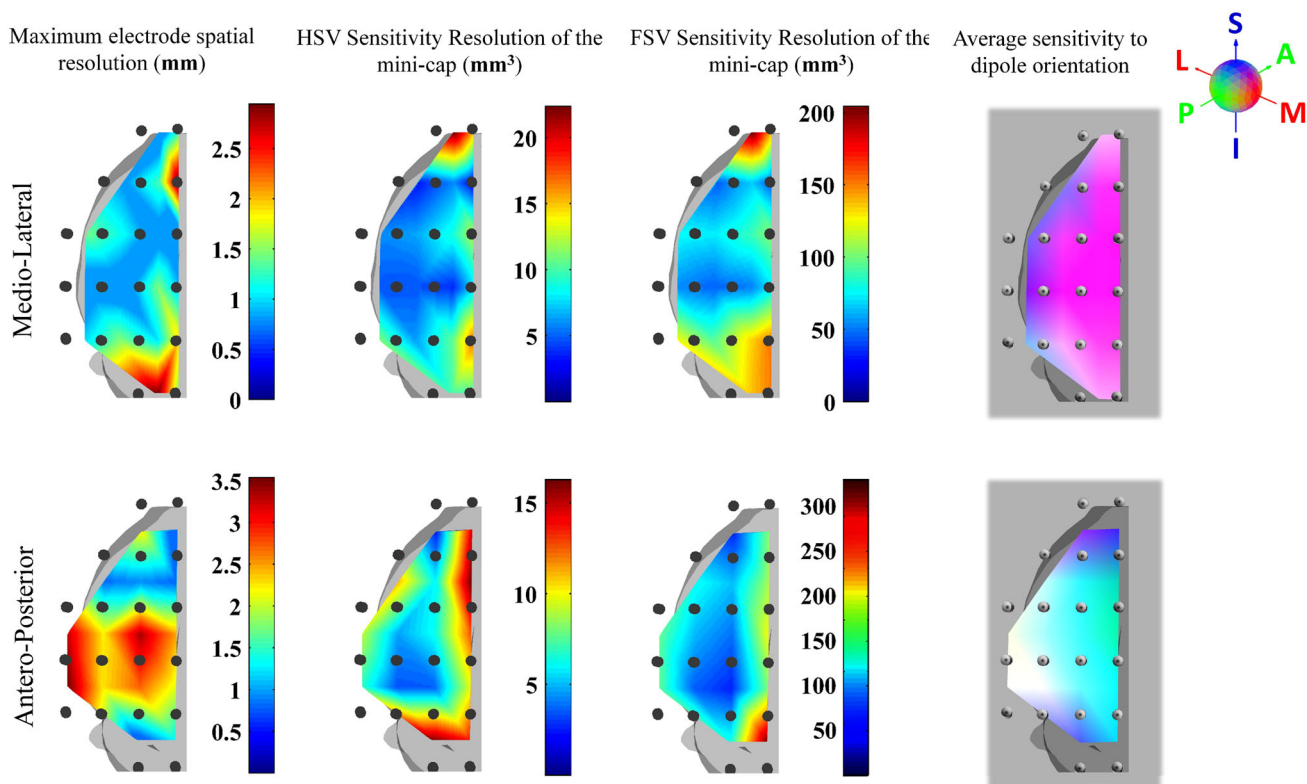 Maximum electrode spatial
resolution (mm)
HSV Sensitivity Resolution of the
mini-cap (mm³)
FSV Sensitivity Resolution of the
mini-cap (mm³)
Average sensitivity to
dipole orientation
S
L
A
P
M
I
Medio-Lateral
2.5
2
1.5
1
0.5
0
20
15
10
5
200
150
100
50
0
Antero-Posterior
3.5
3
2.5
2
1.5
1
0.5
15
10
5
300
250
200
150
100
50